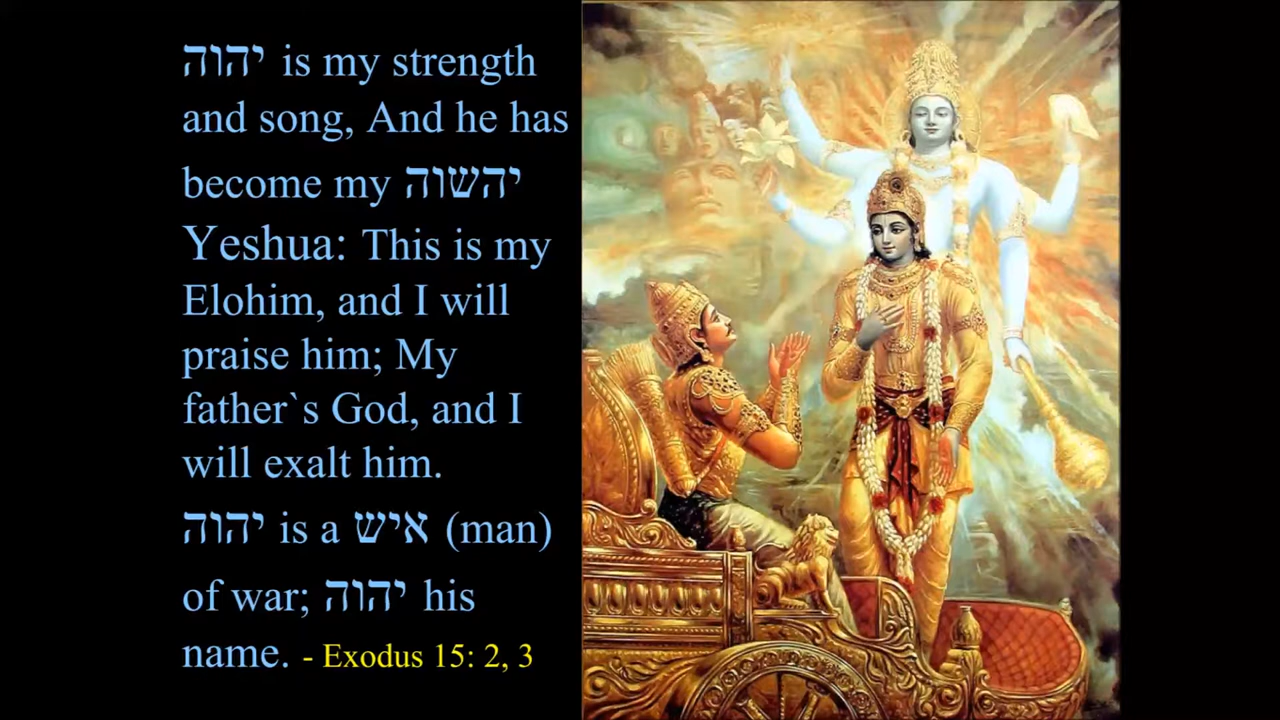 יהוה is my strength
and song, And he has
become my יהשוה
Yeshua: This is my
Elohim, and I will
praise him; My
father`s God, and I
will exalt him.
יהוה is a איש (man)
of war; יהוה his
name. - Exodus 15: 2, 3